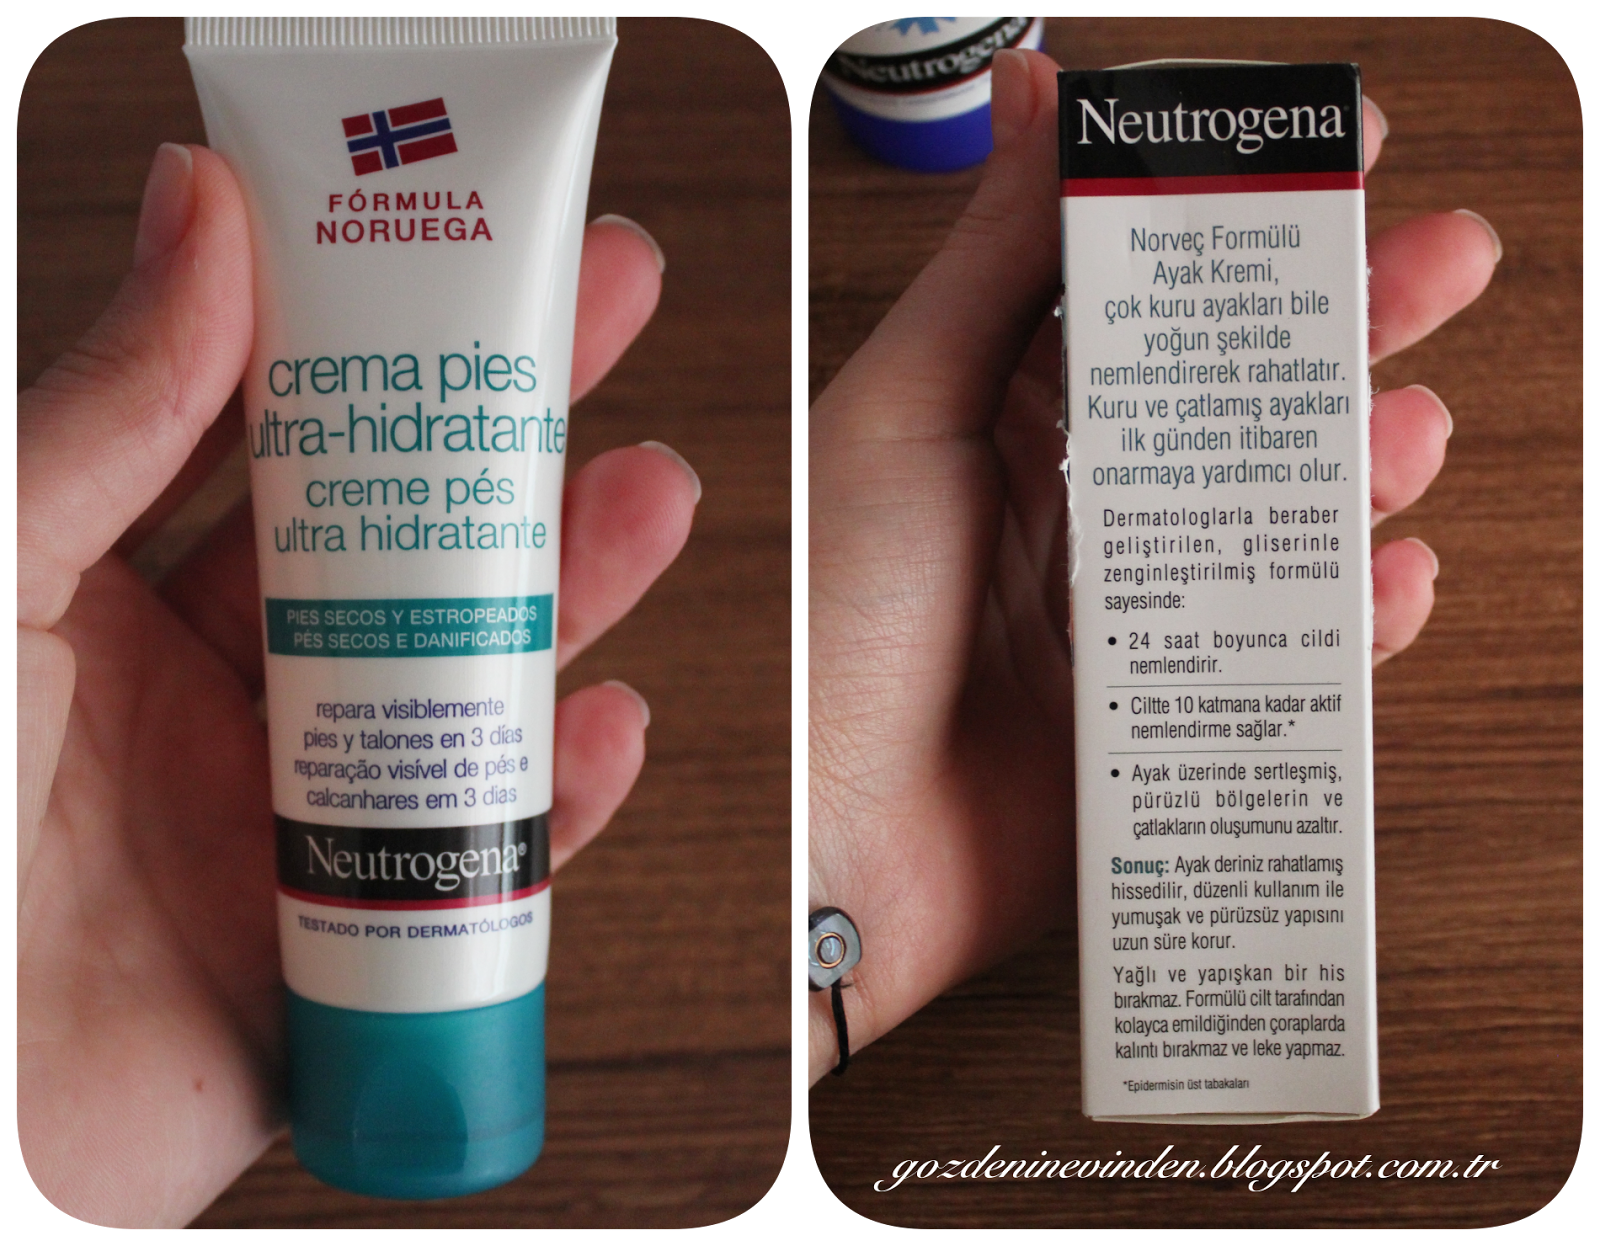 FÓRMULA
NORUEGA
crema pies
ultra-hidratante
creme pés
ultra hidratante
PIES SECOS Y ESTROPEADOS
PÉS SECOS E DANIFICADOS
repara visiblemente
pies y talones en 3 días
reparação visível de pés e
calcanhares em 3 dias
Neutrogena®
TESTADO POR DERMATÓLOGOS
Neutrogena
Neutrogena
Norveç Formülü
Ayak Kremi,
çok kuru ayakları bile
yoğun şekilde
nemlendirerek rahatlatır.
Kuru ve çatlamış ayakları
ilk günden itibaren
onarmaya yardımcı olur.
Dermatologlarla beraber
geliştirilen, gliserinle
zenginleştirilmiş formülü
sayesinde:
• 24 saat boyunca cildi
nemlendirir.
• Ciltte 10 katmana kadar aktif
nemlendirme sağlar.*
• Ayak üzerinde sertleşmiş,
pürüzlü bölgelerin ve
çatlakların oluşumunu azaltır.
Sonuç: Ayak deriniz rahatlamış
hissedilir, düzenli kullanım ile
yumuşak ve pürüzsüz yapısını
uzun süre korur.
Yağlı ve yapışkan bir his
bırakmaz. Formülü cilt tarafından
kolayca emildiğinden çoraplarda
kalıntı bırakmaz ve leke yapmaz.
*Epidermisin üst tabakaları
gozdeninevinden.blogspot.com.tr